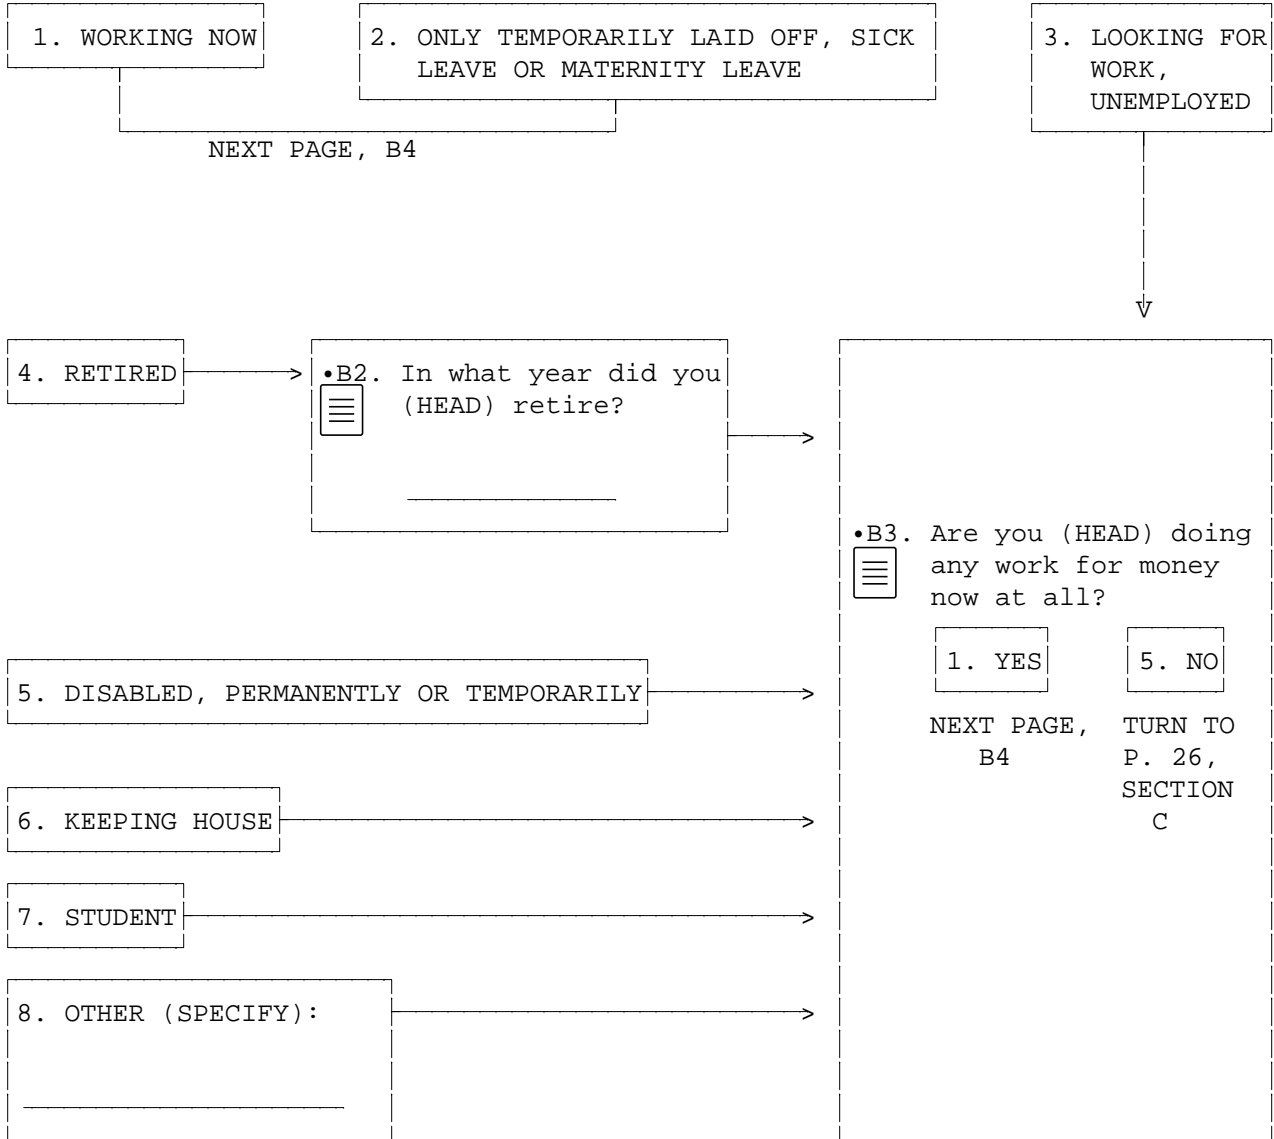 1. WORKING NOW
2. ONLY TEMPORARILY LAID OFF, SICK
LEAVE OR MATERNITY LEAVE
3. LOOKING FOR
WORK,
UNEMPLOYED
NEXT PAGE, B4
4. RETIRED
•B2. In what year did you
(HEAD) retire?
•B3. Are you (HEAD) doing
any work for money
now at all?
1. YES
5. NO
NEXT PAGE,
B4
TURN TO
P. 26,
SECTION
C
5. DISABLED, PERMANENTLY OR TEMPORARILY
6. KEEPING HOUSE
7. STUDENT
8. OTHER (SPECIFY):